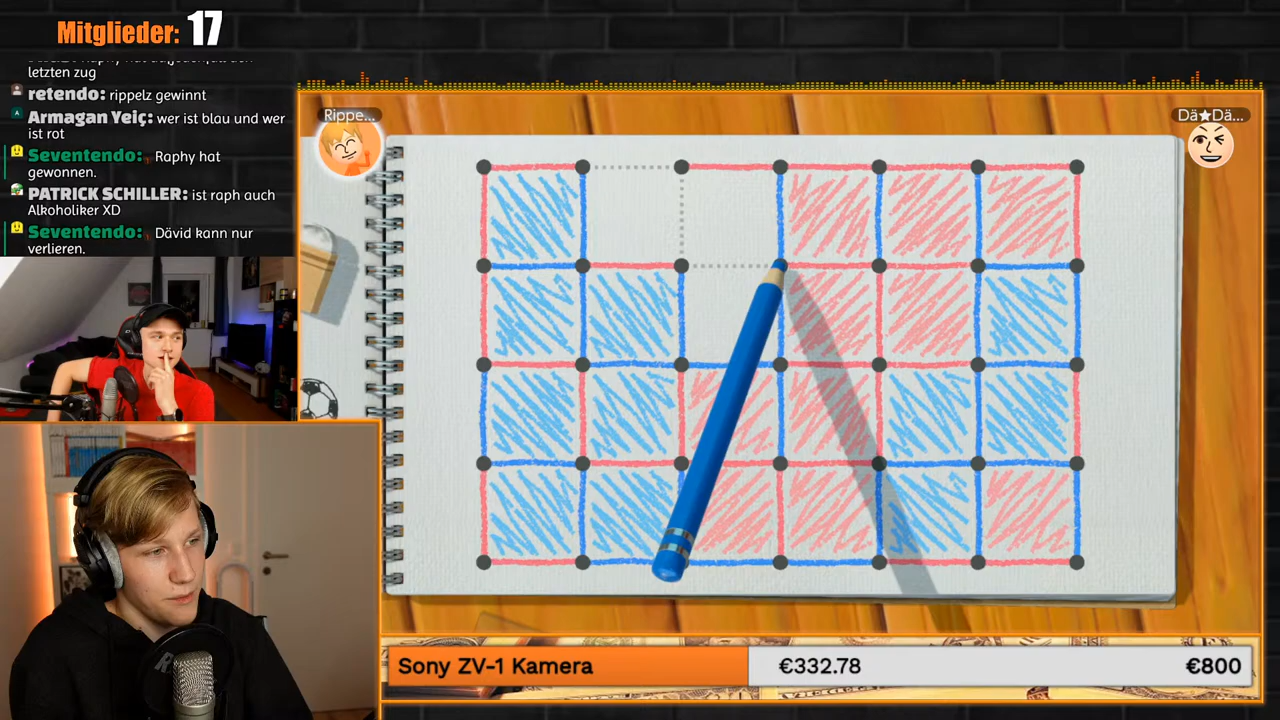 Mitglieder: 17
letzten zug
retendo: rippelz gewinnt
Armagan Yeiç: wer ist blau und wer
ist rot
Seventendo: Raphy hat
gewonnen.
PATRICK SCHILLER: ist raph auch
Alkoholiker XD
Seventendo: Dävid kann nur
verlieren.
Rippe...
Dä★Dä...
Sony ZV-1 Kamera
€332.78
€800